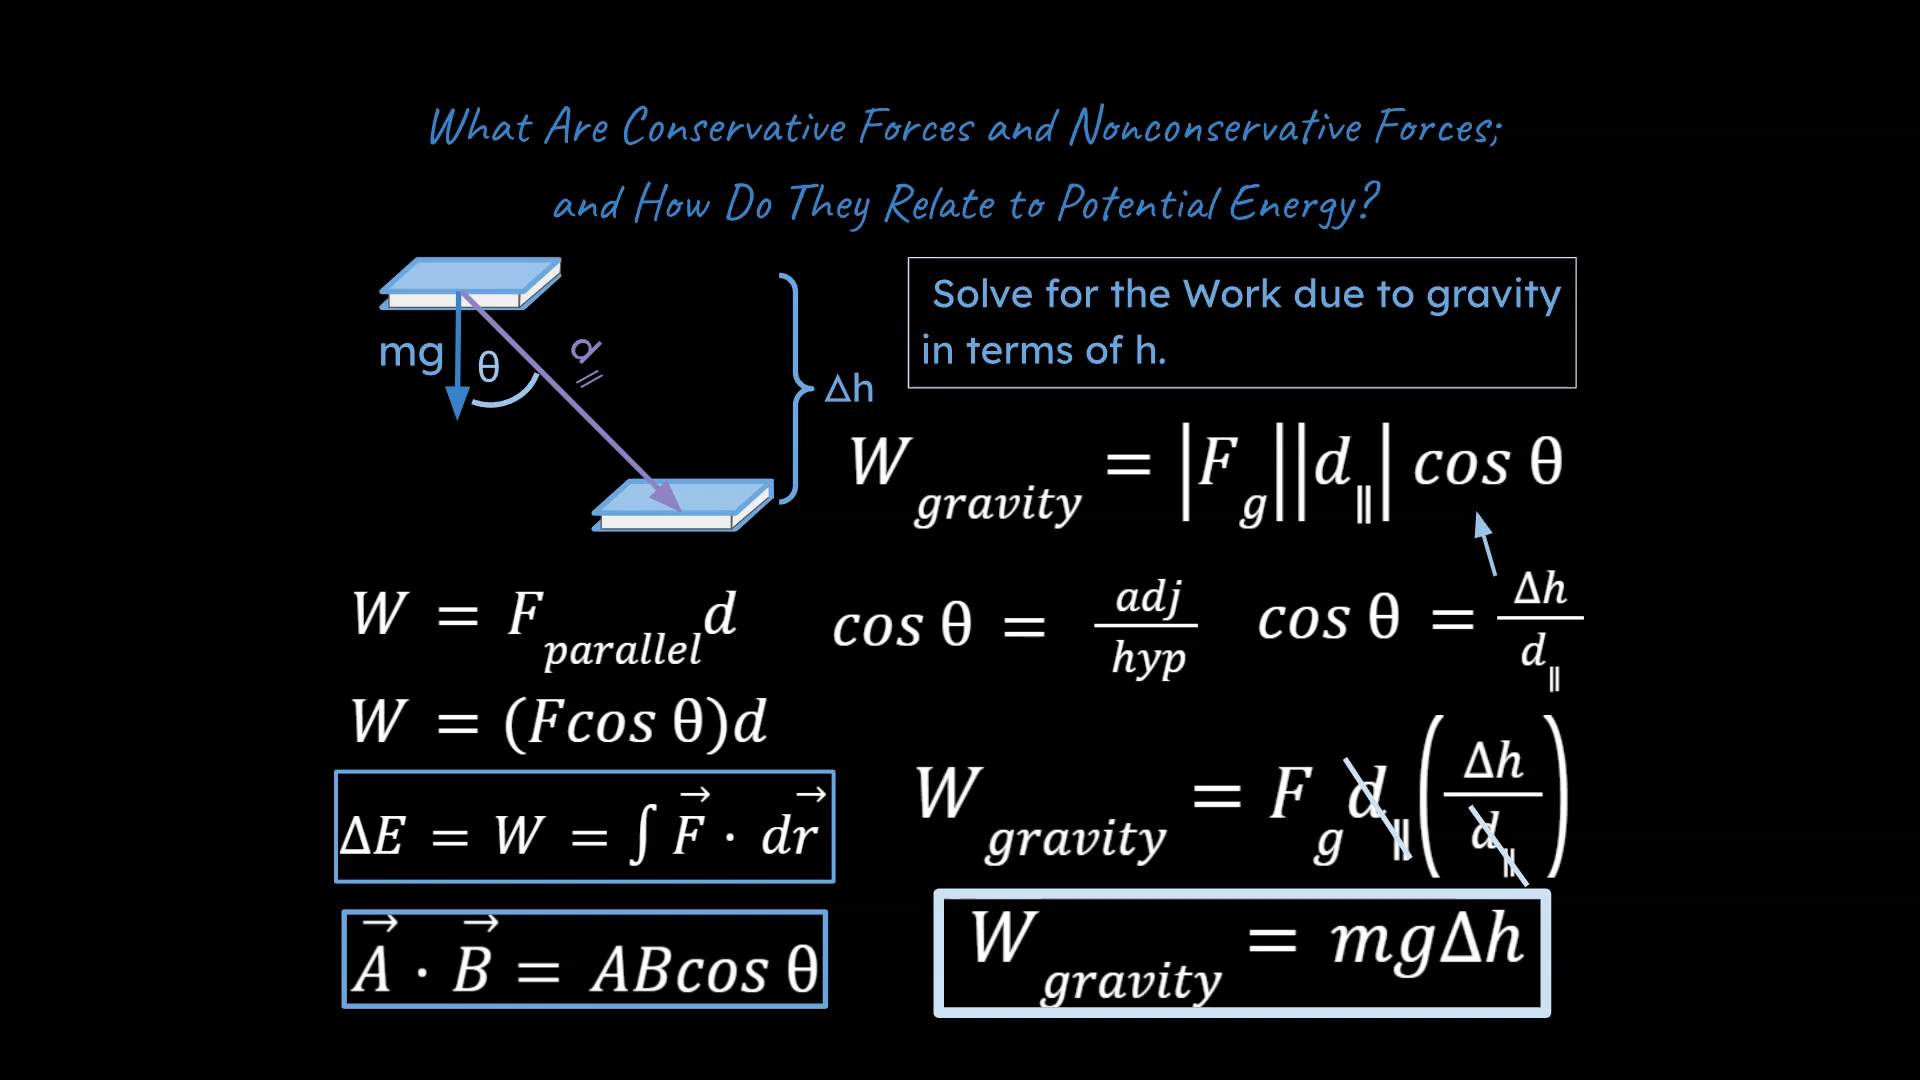 What Are Conservative Forces and Nonconservative Forces;
and How Do They Relate to Potential Energy?
mg
θ
d||
Δh
Solve for the Work due to gravity
in terms of h.
W gravity = |F g||d ||| cos θ
W = F parallel d
cos θ = adj / hyp
cos θ = Δh / d ||
W = (Fcos θ)d
W gravity = F g d || (Δh / d ||)
ΔE = W = ∫ F⃗ · dr⃗
A⃗ · B⃗ = ABcos θ
W gravity = mgΔh